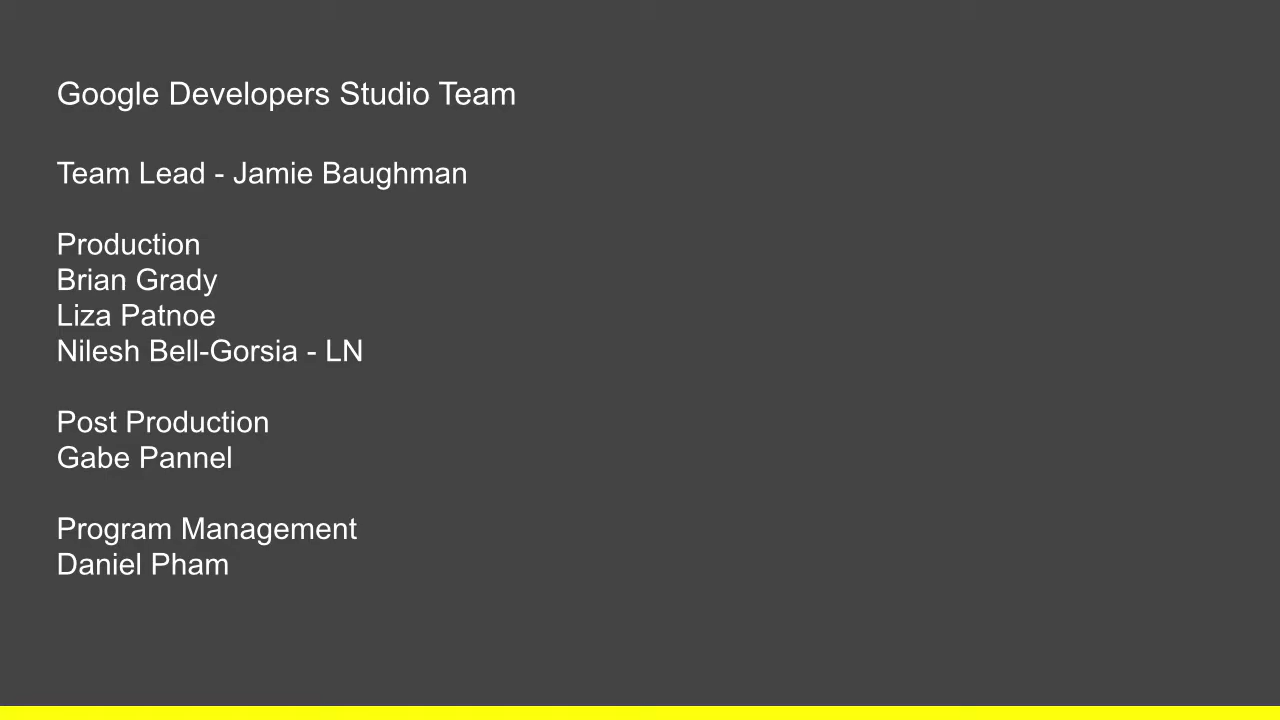 Google Developers Studio Team
Team Lead - Jamie Baughman
Production
Brian Grady
Liza Patnoe
Nilesh Bell-Gorsia - LN
Post Production
Gabe Pannel
Program Management
Daniel Pham